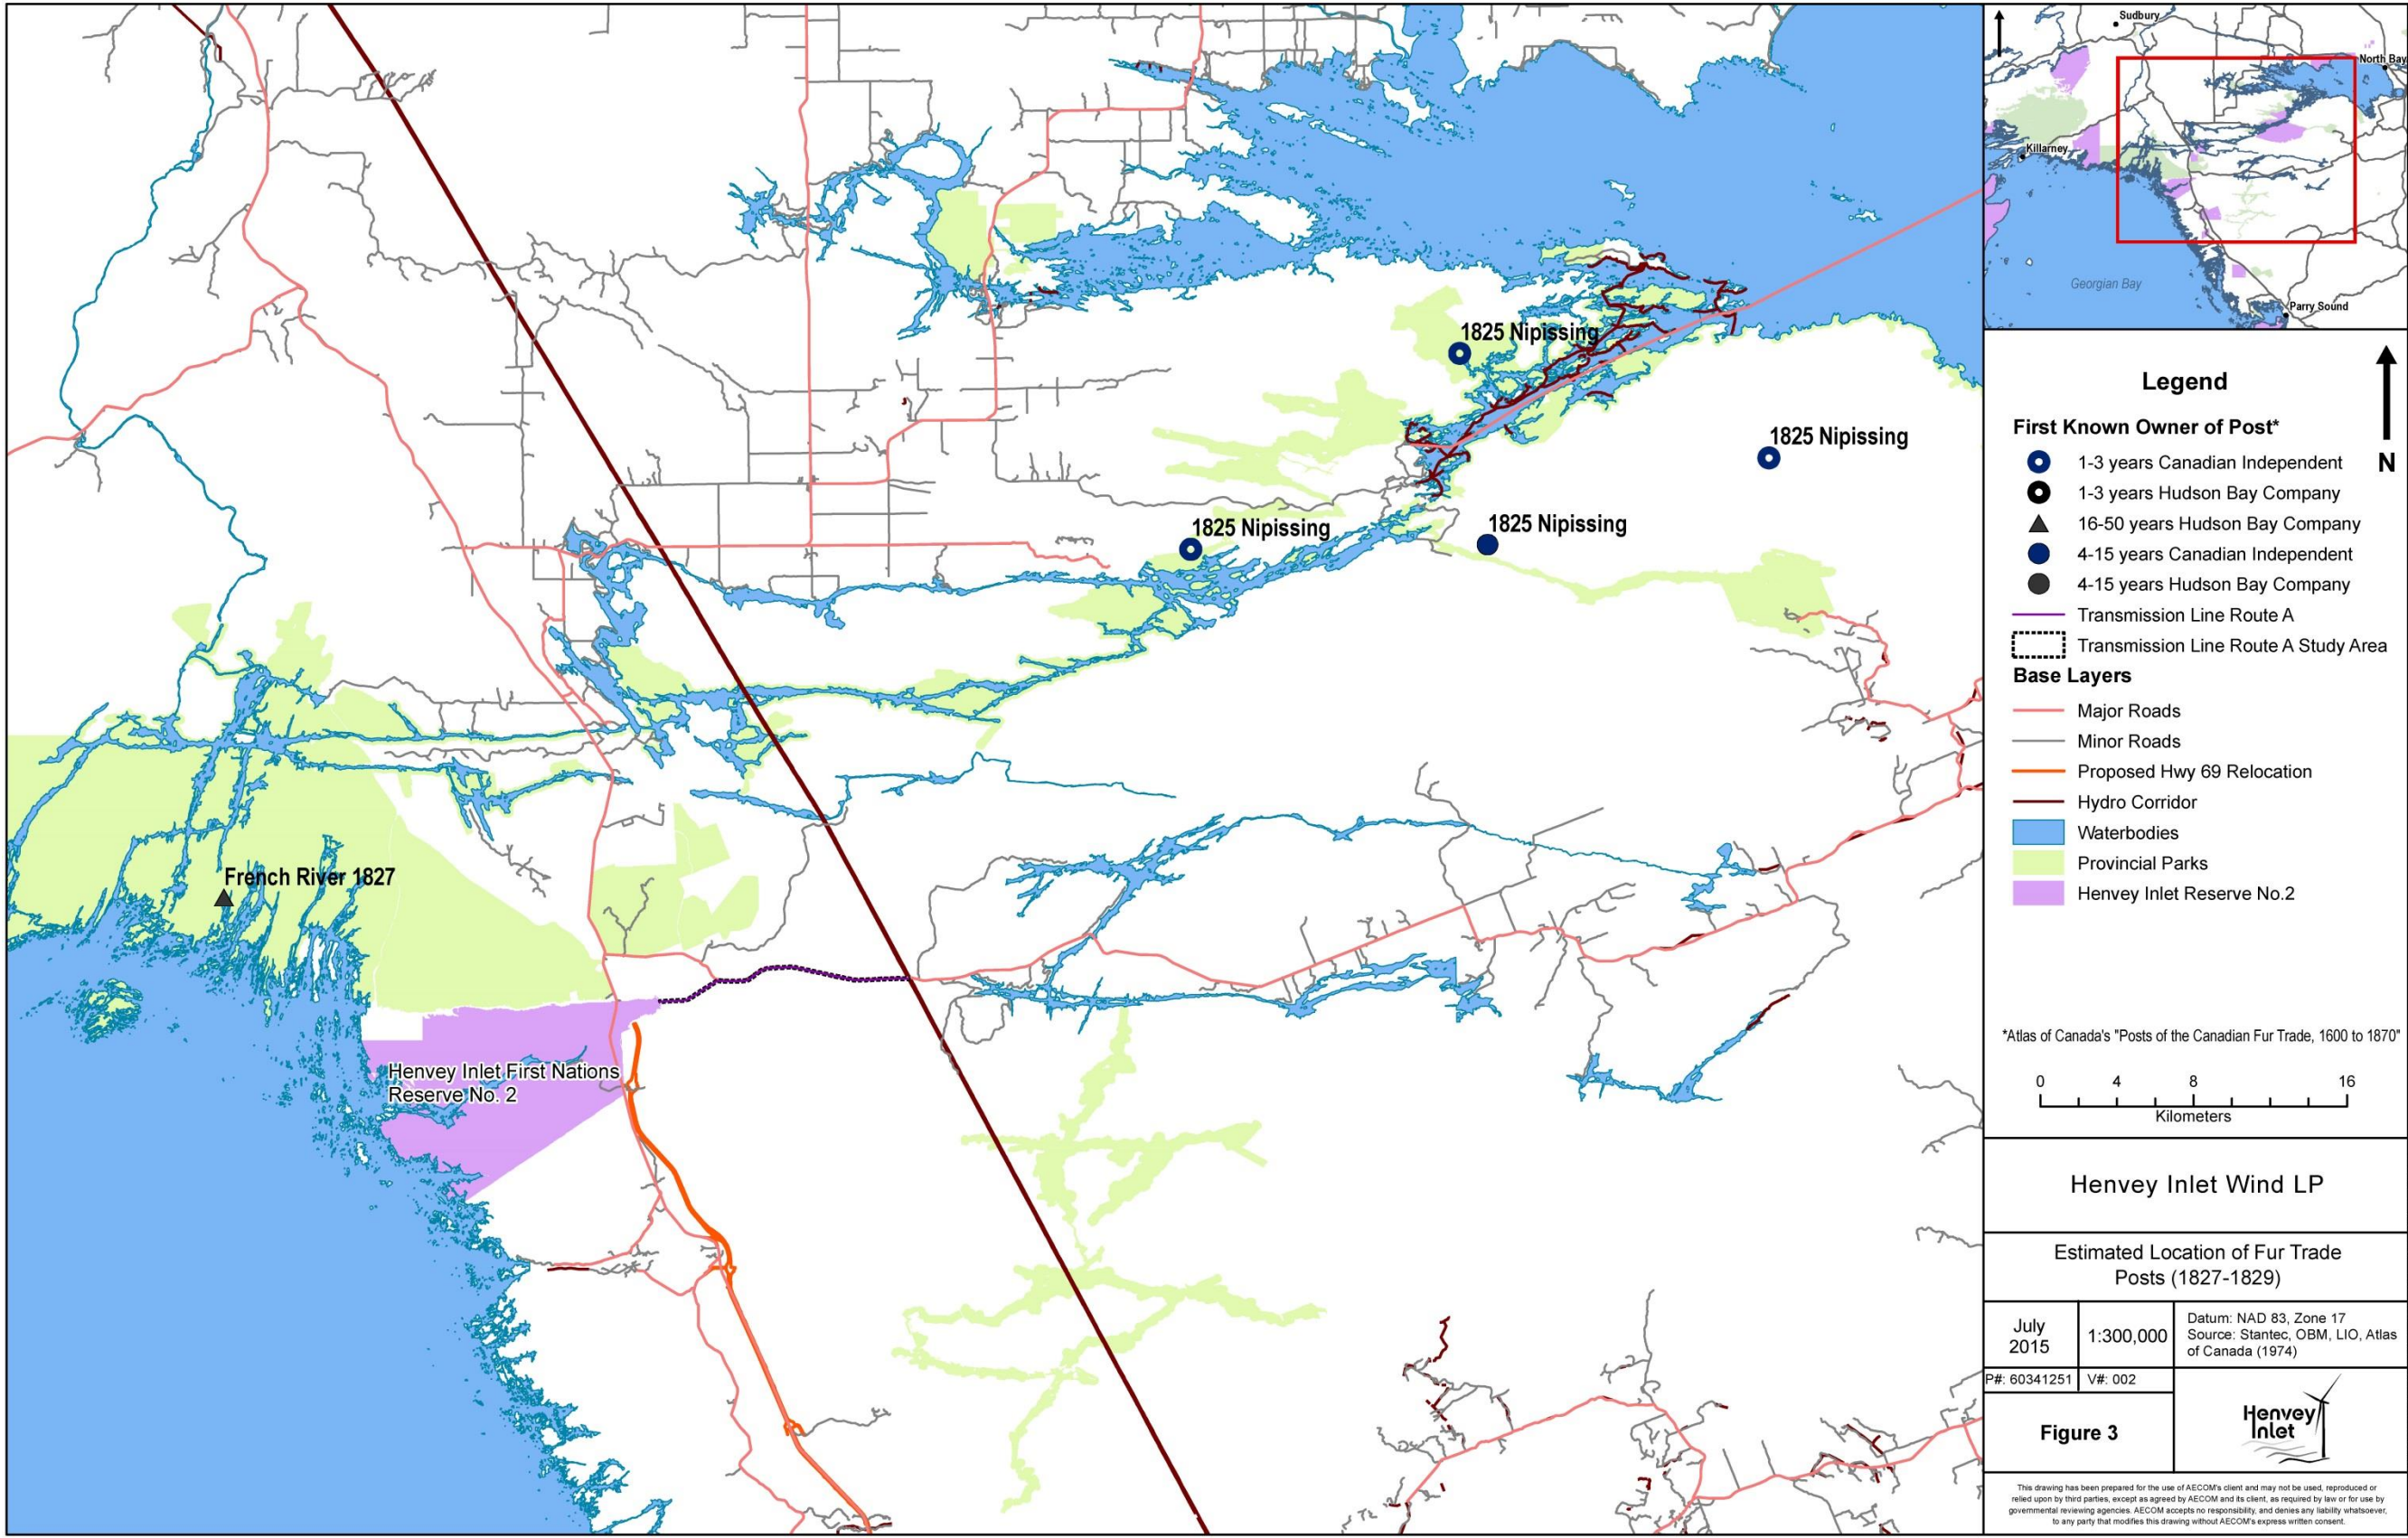 1825 Nipissing
1825 Nipissing
1825 Nipissing
1825 Nipissing
French River 1827
Henvey Inlet First Nations
Reserve No. 2
Sudbury
North Bay
Killarney
Georgian Bay
Parry Sound
Legend
N
First Known Owner of Post*
1-3 years Canadian Independent
1-3 years Hudson Bay Company
16-50 years Hudson Bay Company
4-15 years Canadian Independent
4-15 years Hudson Bay Company
Transmission Line Route A
Transmission Line Route A Study Area
Base Layers
Major Roads
Minor Roads
Proposed Hwy 69 Relocation
Hydro Corridor
Waterbodies
Provincial Parks
Henvey Inlet Reserve No.2
*Atlas of Canada's "Posts of the Canadian Fur Trade, 1600 to 1870"
0 4 8 16
Kilometers
Henvey Inlet Wind LP
Estimated Location of Fur Trade
Posts (1827-1829)
July
2015
1:300,000
Datum: NAD 83, Zone 17
Source: Stantec, OBM, LIO, Atlas
of Canada (1974)
P#: 60341251
V#: 002
Figure 3
Henvey
Inlet
This drawing has been prepared for the use of AECOM's client and may not be used, reproduced or
relied upon by third parties, except as agreed by AECOM and its client, as required by law or for use by
governmental reviewing agencies. AECOM accepts no responsibility, and denies any liability whatsoever,
to any party that modifies this drawing without AECOM's express written consent.